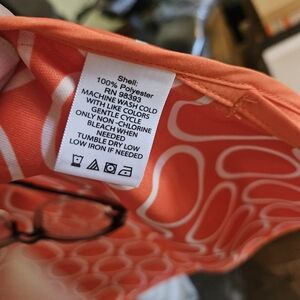 Shell:
100% Polyester
RN 98393
MACHINE WASH COLD
WITH LIKE COLORS
GENTLE CYCLE
ONLY NON-CHLORINE
BLEACH WHEN
NEEDED
TUMBLE DRY LOW
LOW IRON IF NEEDED